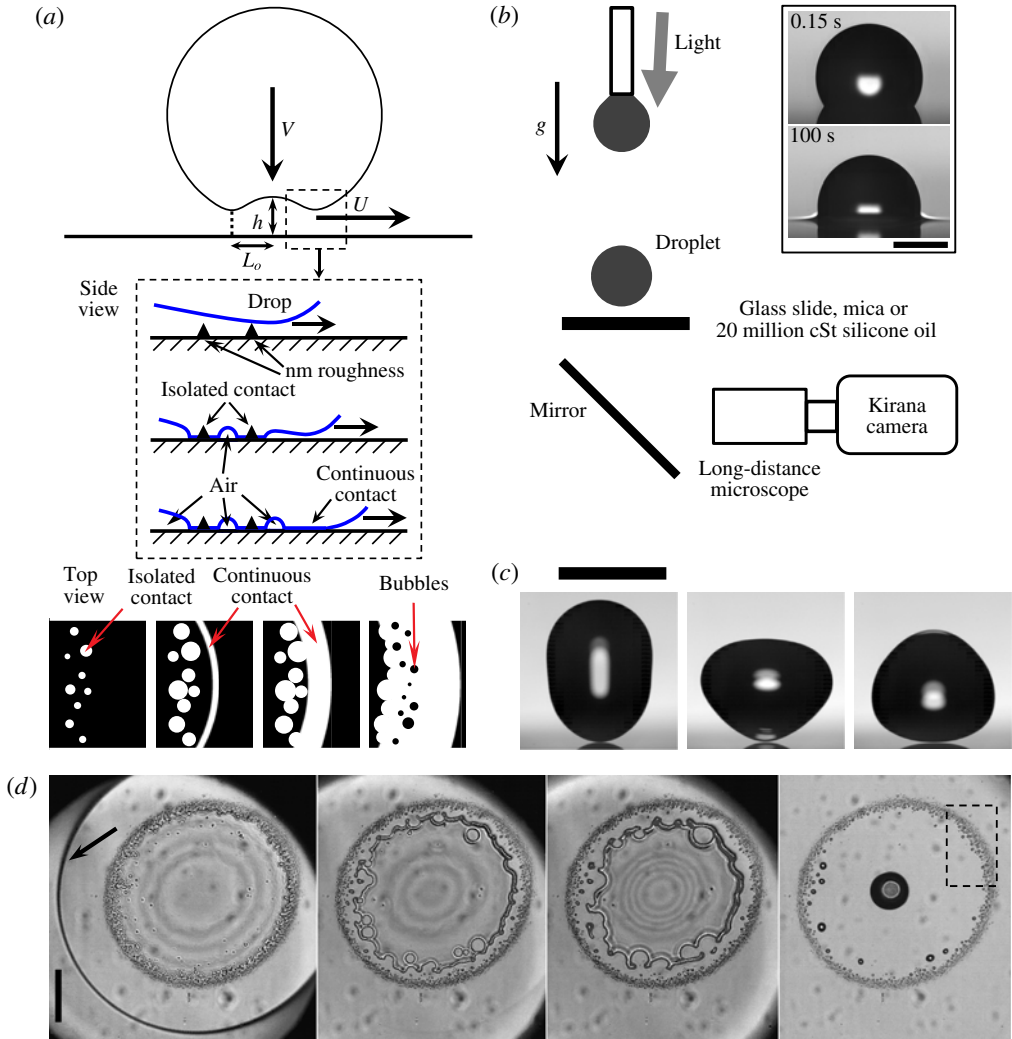 (a)
V
U
h
L_o
Side
view
Drop
nm roughness
Isolated contact
Air
Continuous
contact
Top
view
Isolated
contact
Continuous
contact
Bubbles
(b)
Light
g
0.15 s
100 s
Droplet
Glass slide, mica or
20 million cSt silicone oil
Mirror
Kirana
camera
Long-distance
microscope
(c)
(d)